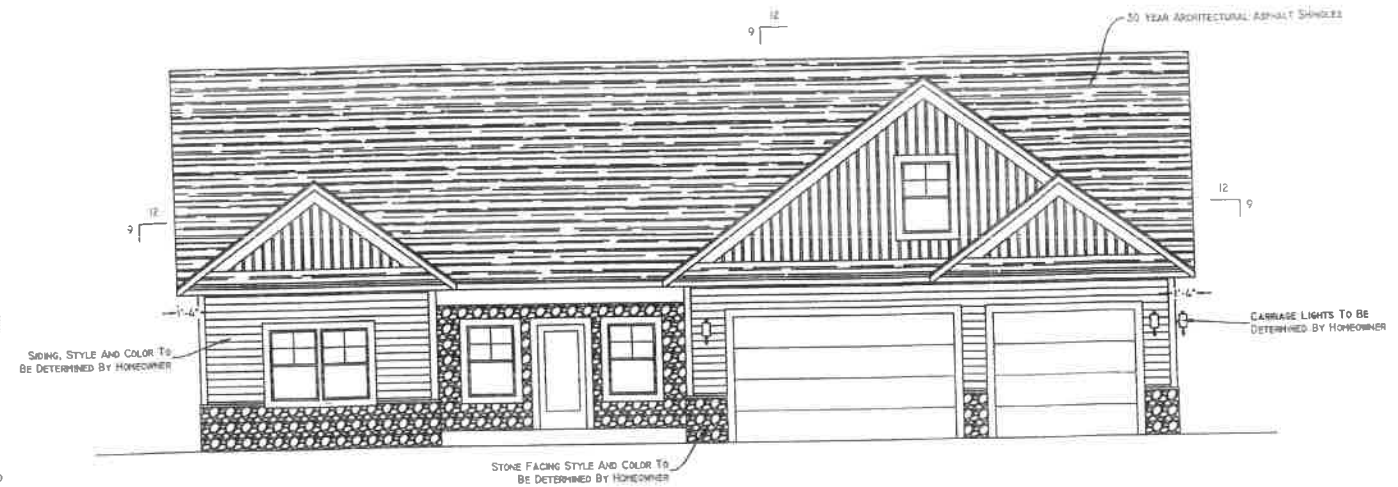 12
9
30 YEAR ARCHITECTURAL ASPHALT SHINGLES
12
9
12
9
1'-6"
1'-6"
SIDING, STYLE AND COLOR TO
BE DETERMINED BY HOMEOWNER
CARRIAGE LIGHTS TO BE
DETERMINED BY HOMEOWNER
STONE FACING STYLE AND COLOR TO
BE DETERMINED BY HOMEOWNER